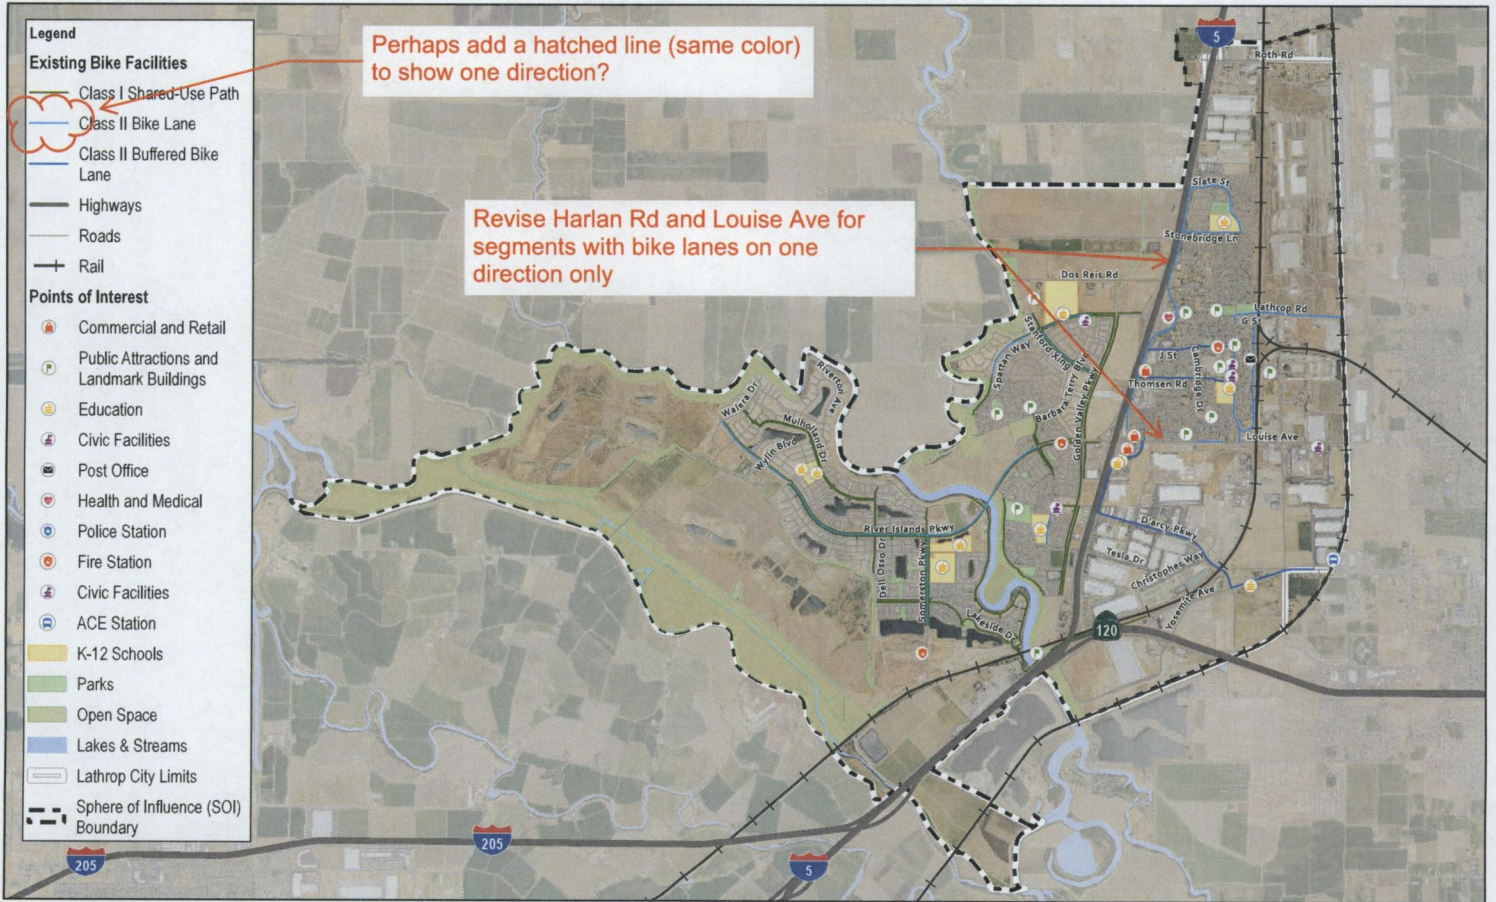 Legend
Existing Bike Facilities
Class I Shared-Use Path
Class II Bike Lane
Class II Buffered Bike
Lane
Highways
Roads
Rail
Points of Interest
Commercial and Retail
Public Attractions and
Landmark Buildings
Education
Civic Facilities
Post Office
Health and Medical
Police Station
Fire Station
Civic Facilities
ACE Station
K-12 Schools
Parks
Open Space
Lakes & Streams
Lathrop City Limits
Sphere of Influence (SOI)
Boundary
Perhaps add a hatched line (same color)
to show one direction?
Revise Harlan Rd and Louise Ave for
segments with bike lanes on one
direction only
5
Roth Rd
Slate St
Stonebridge Ln
Dos Reis Rd
Lathrop Rd
G St
Stanford Xing
Spartan Way
J St
Cambridge Dr
Thomsen Rd
Barbara Terry Blvd
Golden Valley Pkwy
Louise Ave
Riverton Ave
Walera Dr
Mulholland Dr
Wylin Blvd
River Islands Pkwy
D'arcy Pkwy
Tesla Dr
Christopher Way
Yosemite Ave
Dell Osso Dr
Somerston Pkwy
Lakeside Dr
120
205
205
5